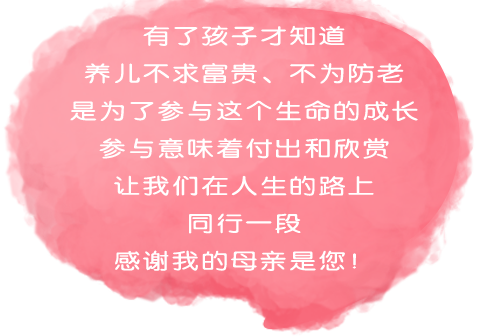 有了孩子才知道
养儿不求富贵、不为防老
是为了参与这个生命的成长
参与意味着付出和欣赏
让我们在人生的路上
同行一段
感谢我的母亲是您！